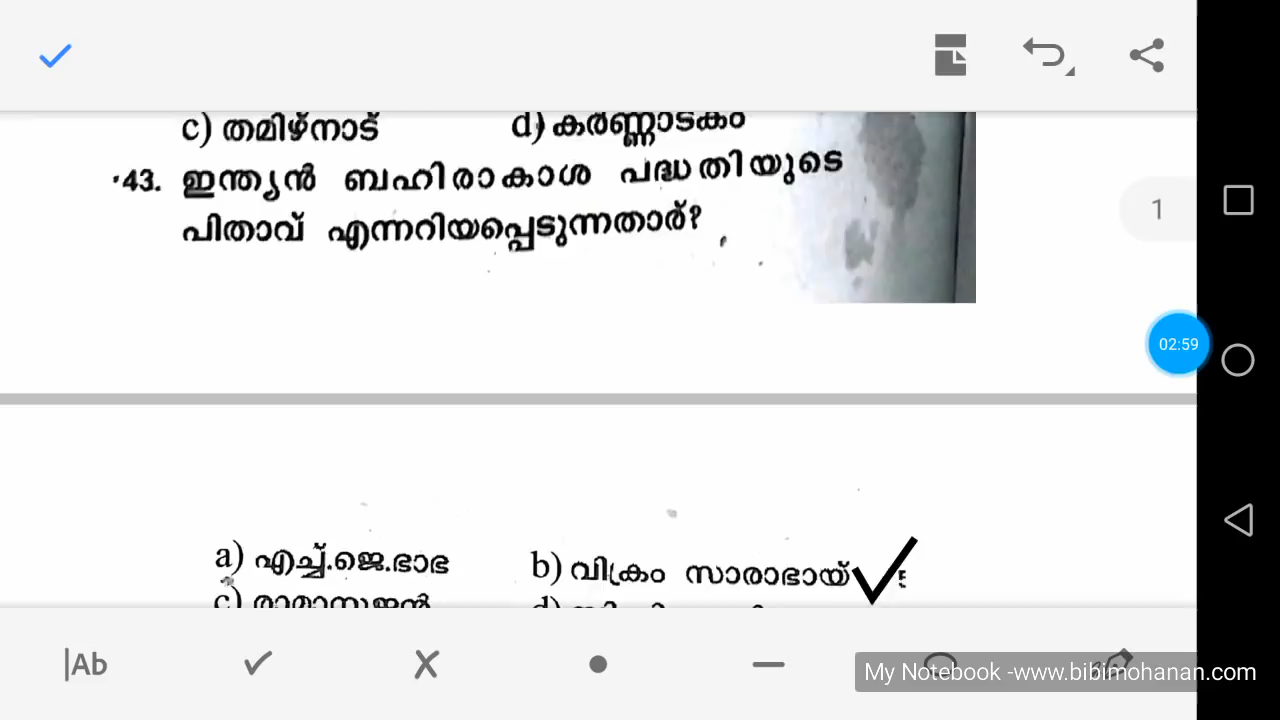 c) തമിഴ്നാട് d) കർണ്ണാടകം
43. ഇന്ത്യൻ ബഹിരാകാശ പദ്ധതിയുടെ
പിതാവ് എന്നറിയപ്പെടുന്നതാര്?
1
02:59
a) എച്ച്.ജെ.ഭാഭ b) വിക്രം സാരാഭായ്
c) രാമാനുജൻ d)
|Ab
My Notebook -www.bibimohanan.com